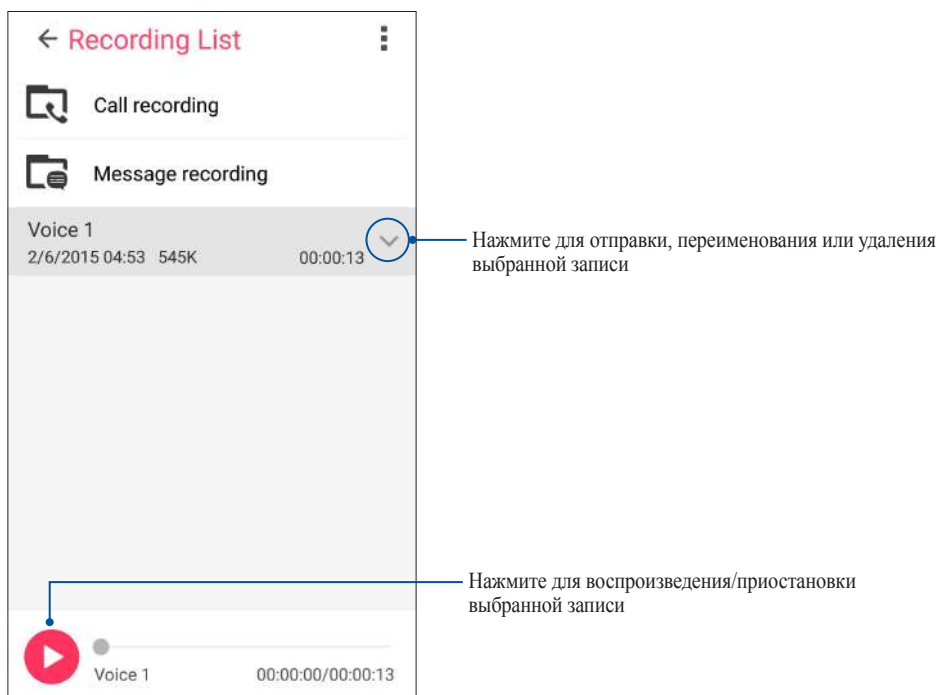 Recording List
Call recording
Message recording
Voice 1
2/6/2015 04:53 545K 00:00:13
Нажмите для отправки, переименования или удаления
выбранной записи
Нажмите для воспроизведения/приостановки
выбранной записи
Voice 1 00:00:00/00:00:13